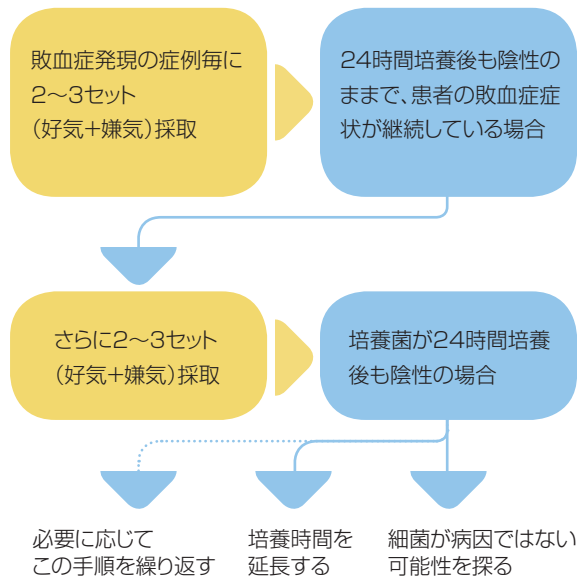 敗血症発現の症例毎に
2〜3セット
（好気+嫌気）採取
24時間培養後も陰性の
ままで、患者の敗血症症
状が継続している場合
さらに2〜3セット
（好気+嫌気）採取
培養菌が24時間培養
後も陰性の場合
必要に応じて
この手順を繰り返す
培養時間を
延長する
細菌が病因ではない
可能性を探る